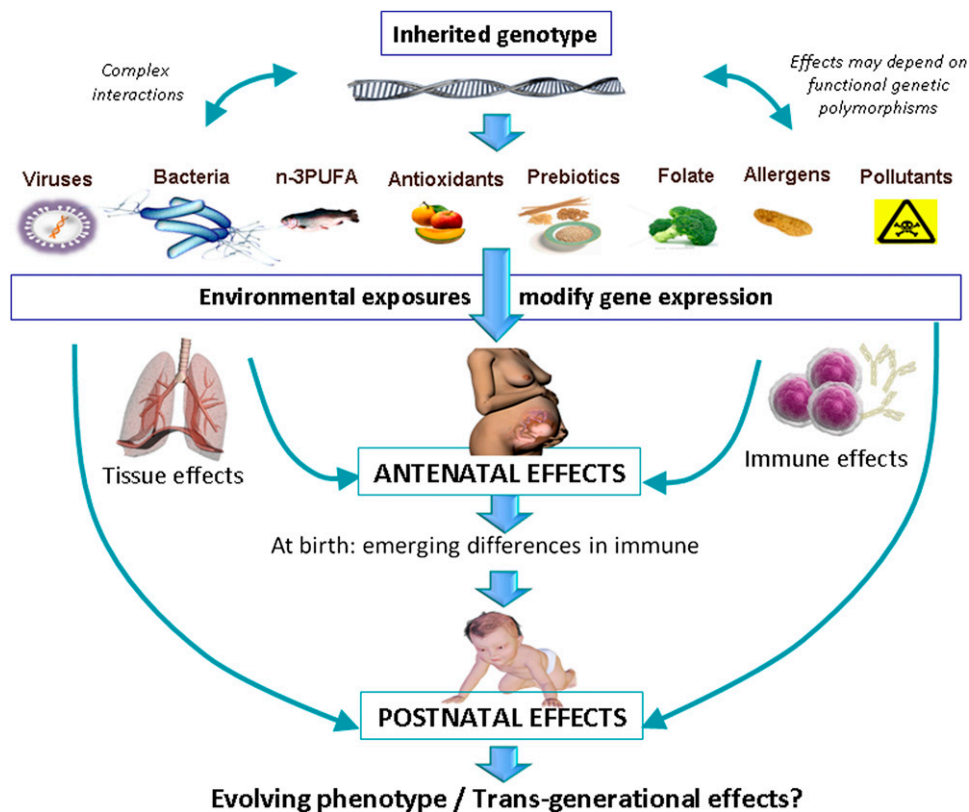 Inherited genotype
Complex
interactions
Effects may depend on
functional genetic
polymorphisms
Viruses
Bacteria
n-3PUFA
Antioxidants
Prebiotics
Folate
Allergens
Pollutants
Environmental exposures modify gene expression
Tissue effects
Immune effects
ANTENATAL EFFECTS
At birth: emerging differences in immune
POSTNATAL EFFECTS
Evolving phenotype / Trans-generational effects?